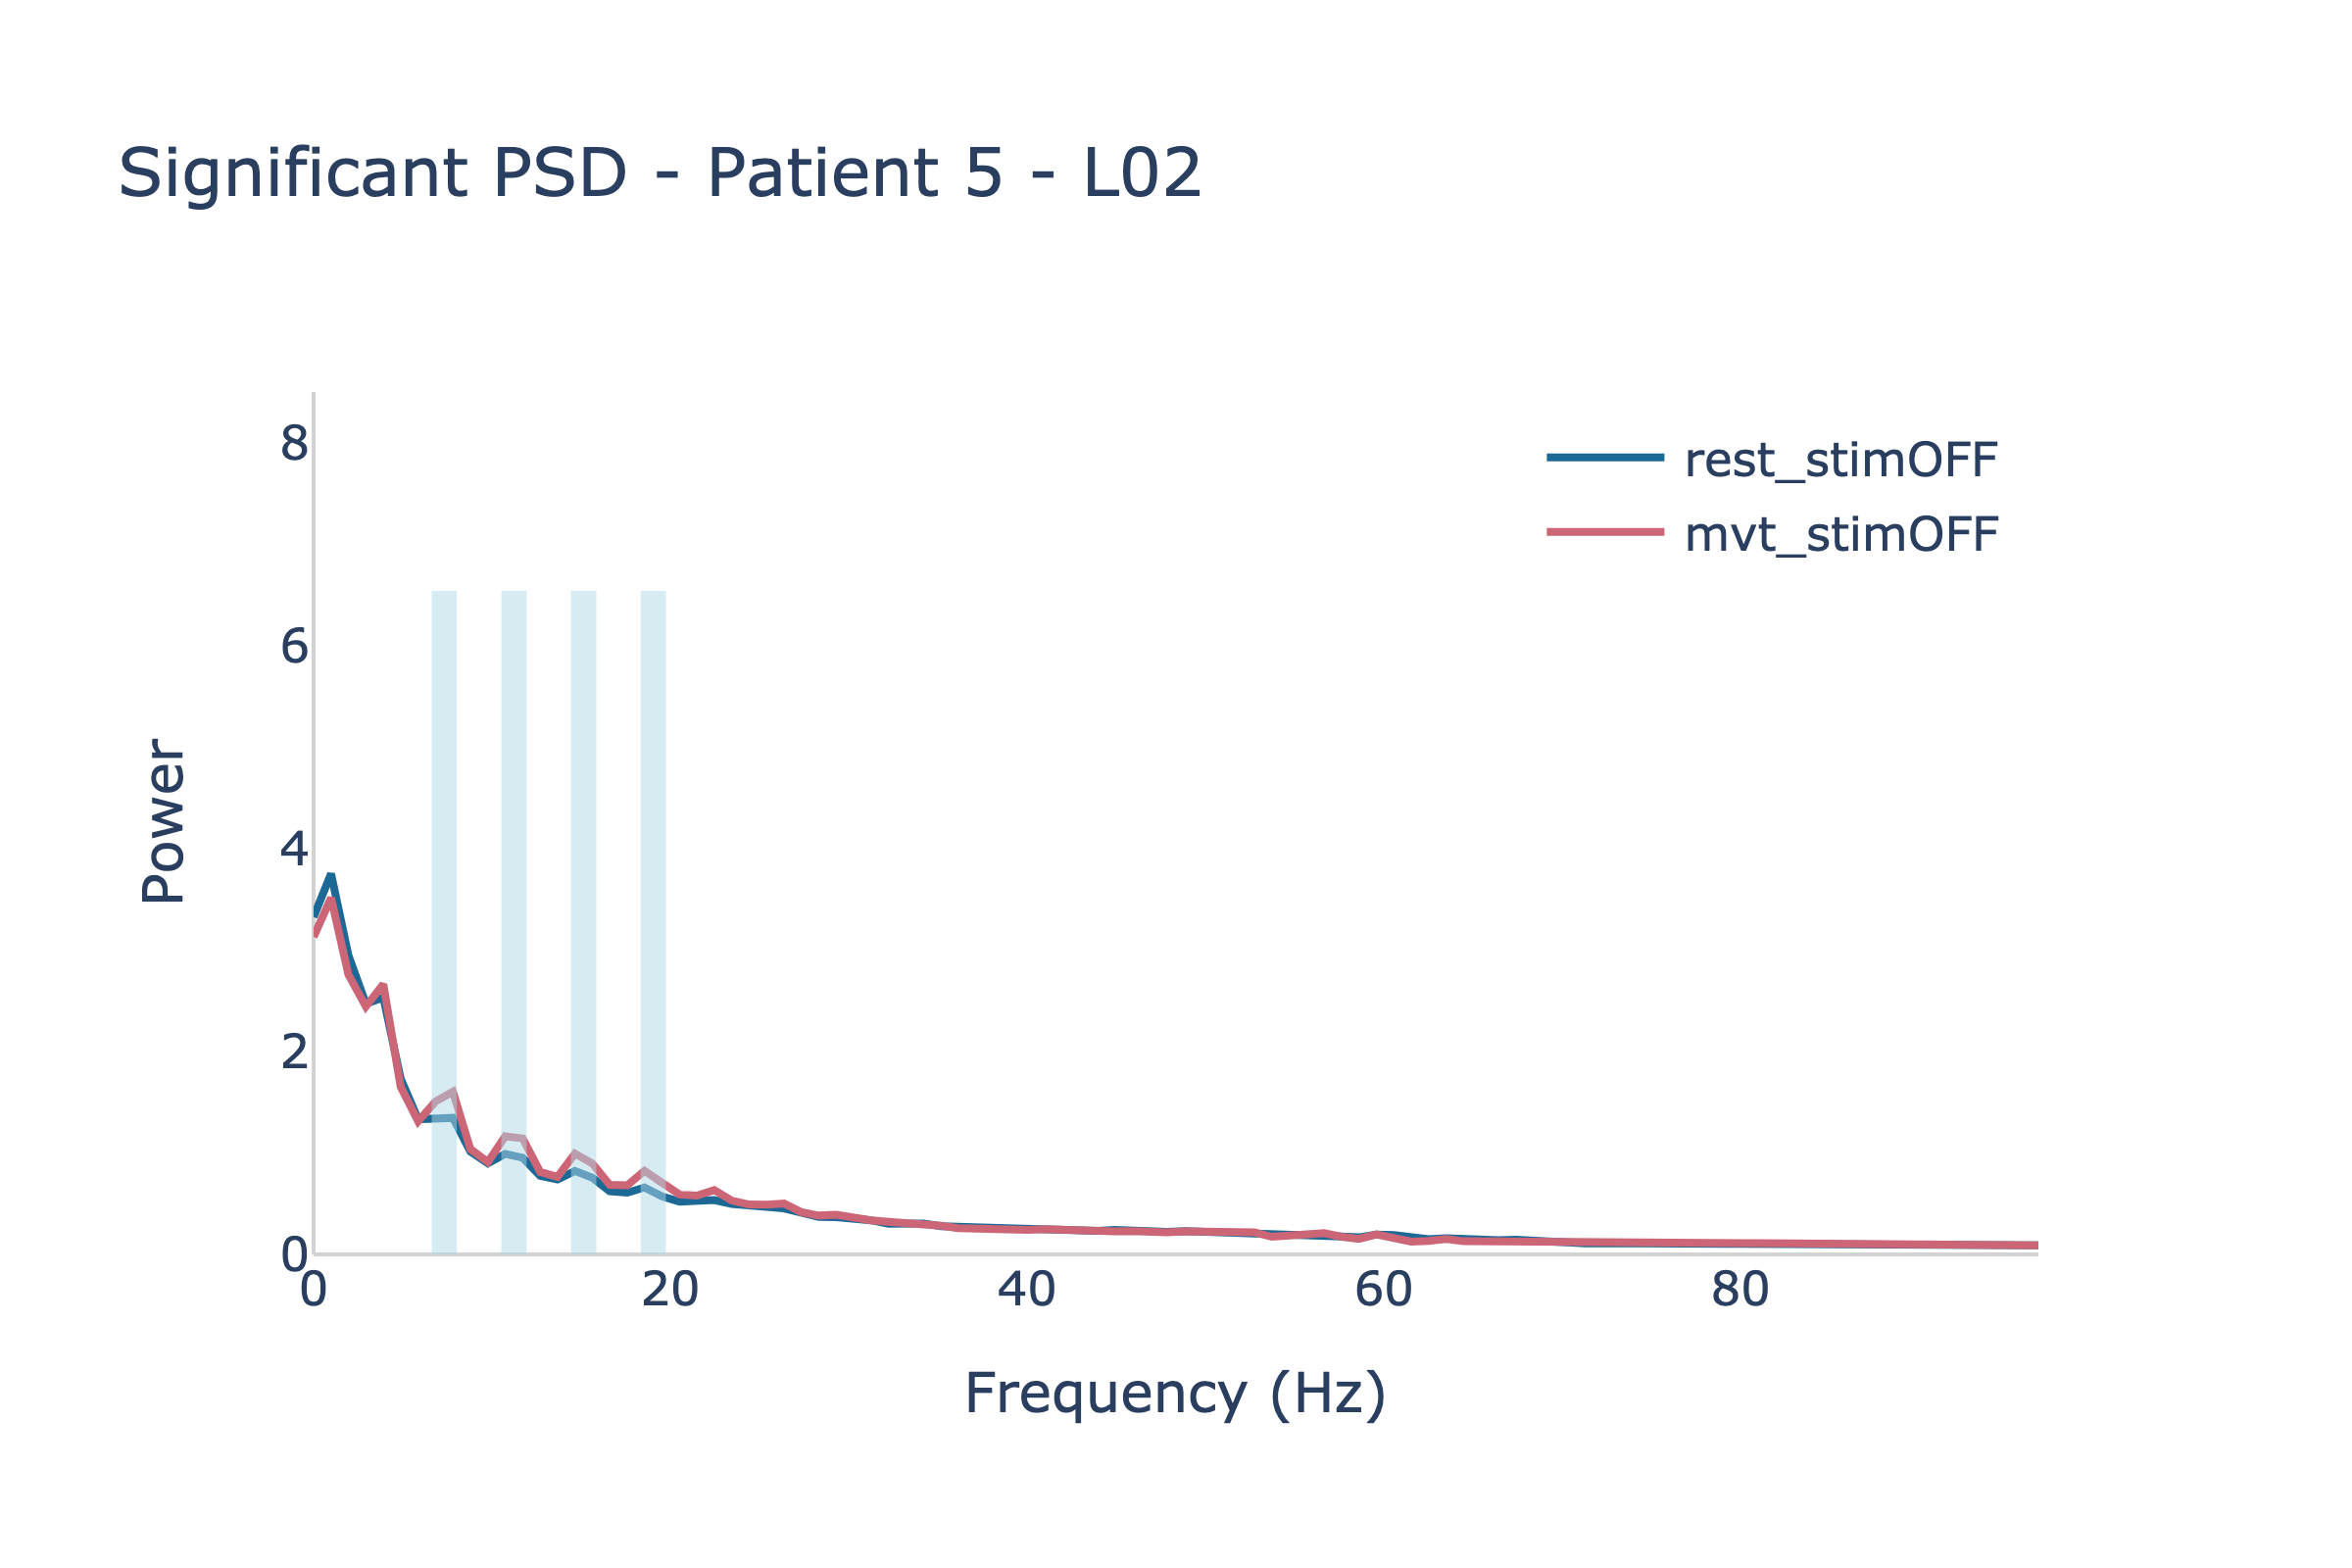 Significant PSD - Patient 5 - L02
rest_stimOFF
mvt_stimOFF
8
6
4
2
0
Power
0 20 40 60 80
Frequency (Hz)